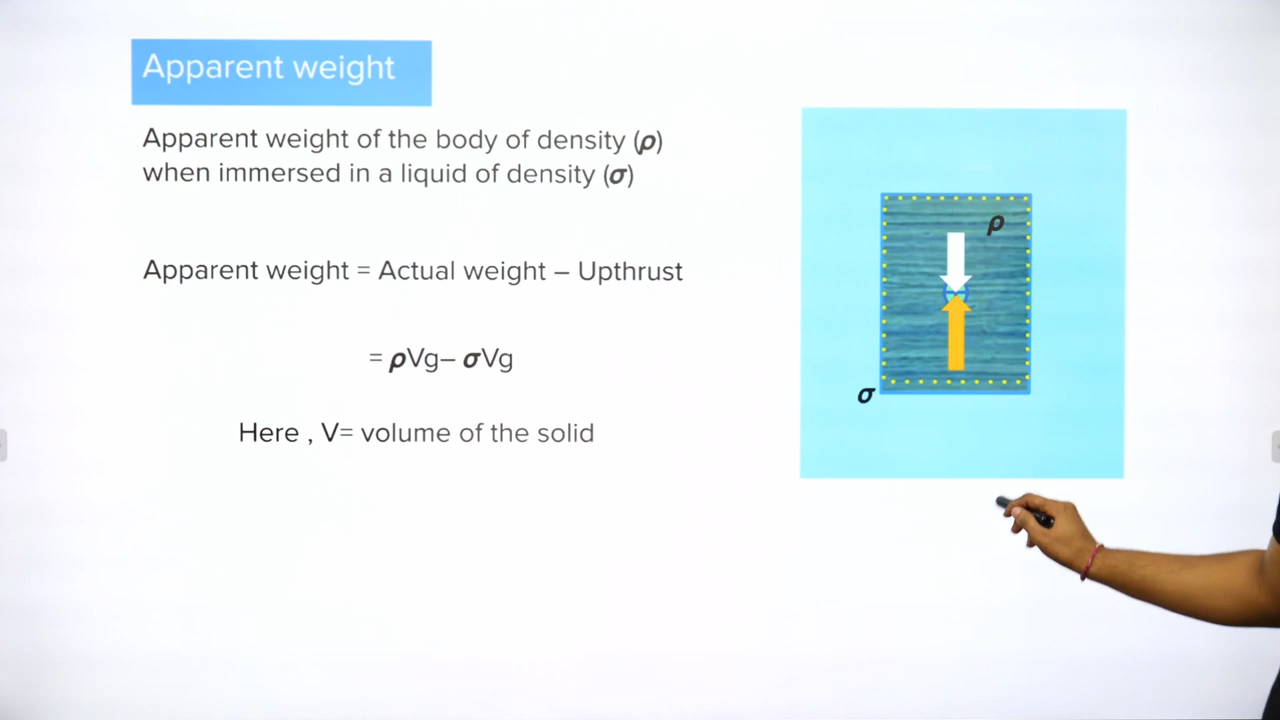 Apparent weight
Apparent weight of the body of density (ρ)
when immersed in a liquid of density (σ)
Apparent weight = Actual weight – Upthrust
= ρVg– σVg
Here , V= volume of the solid
ρ
σ